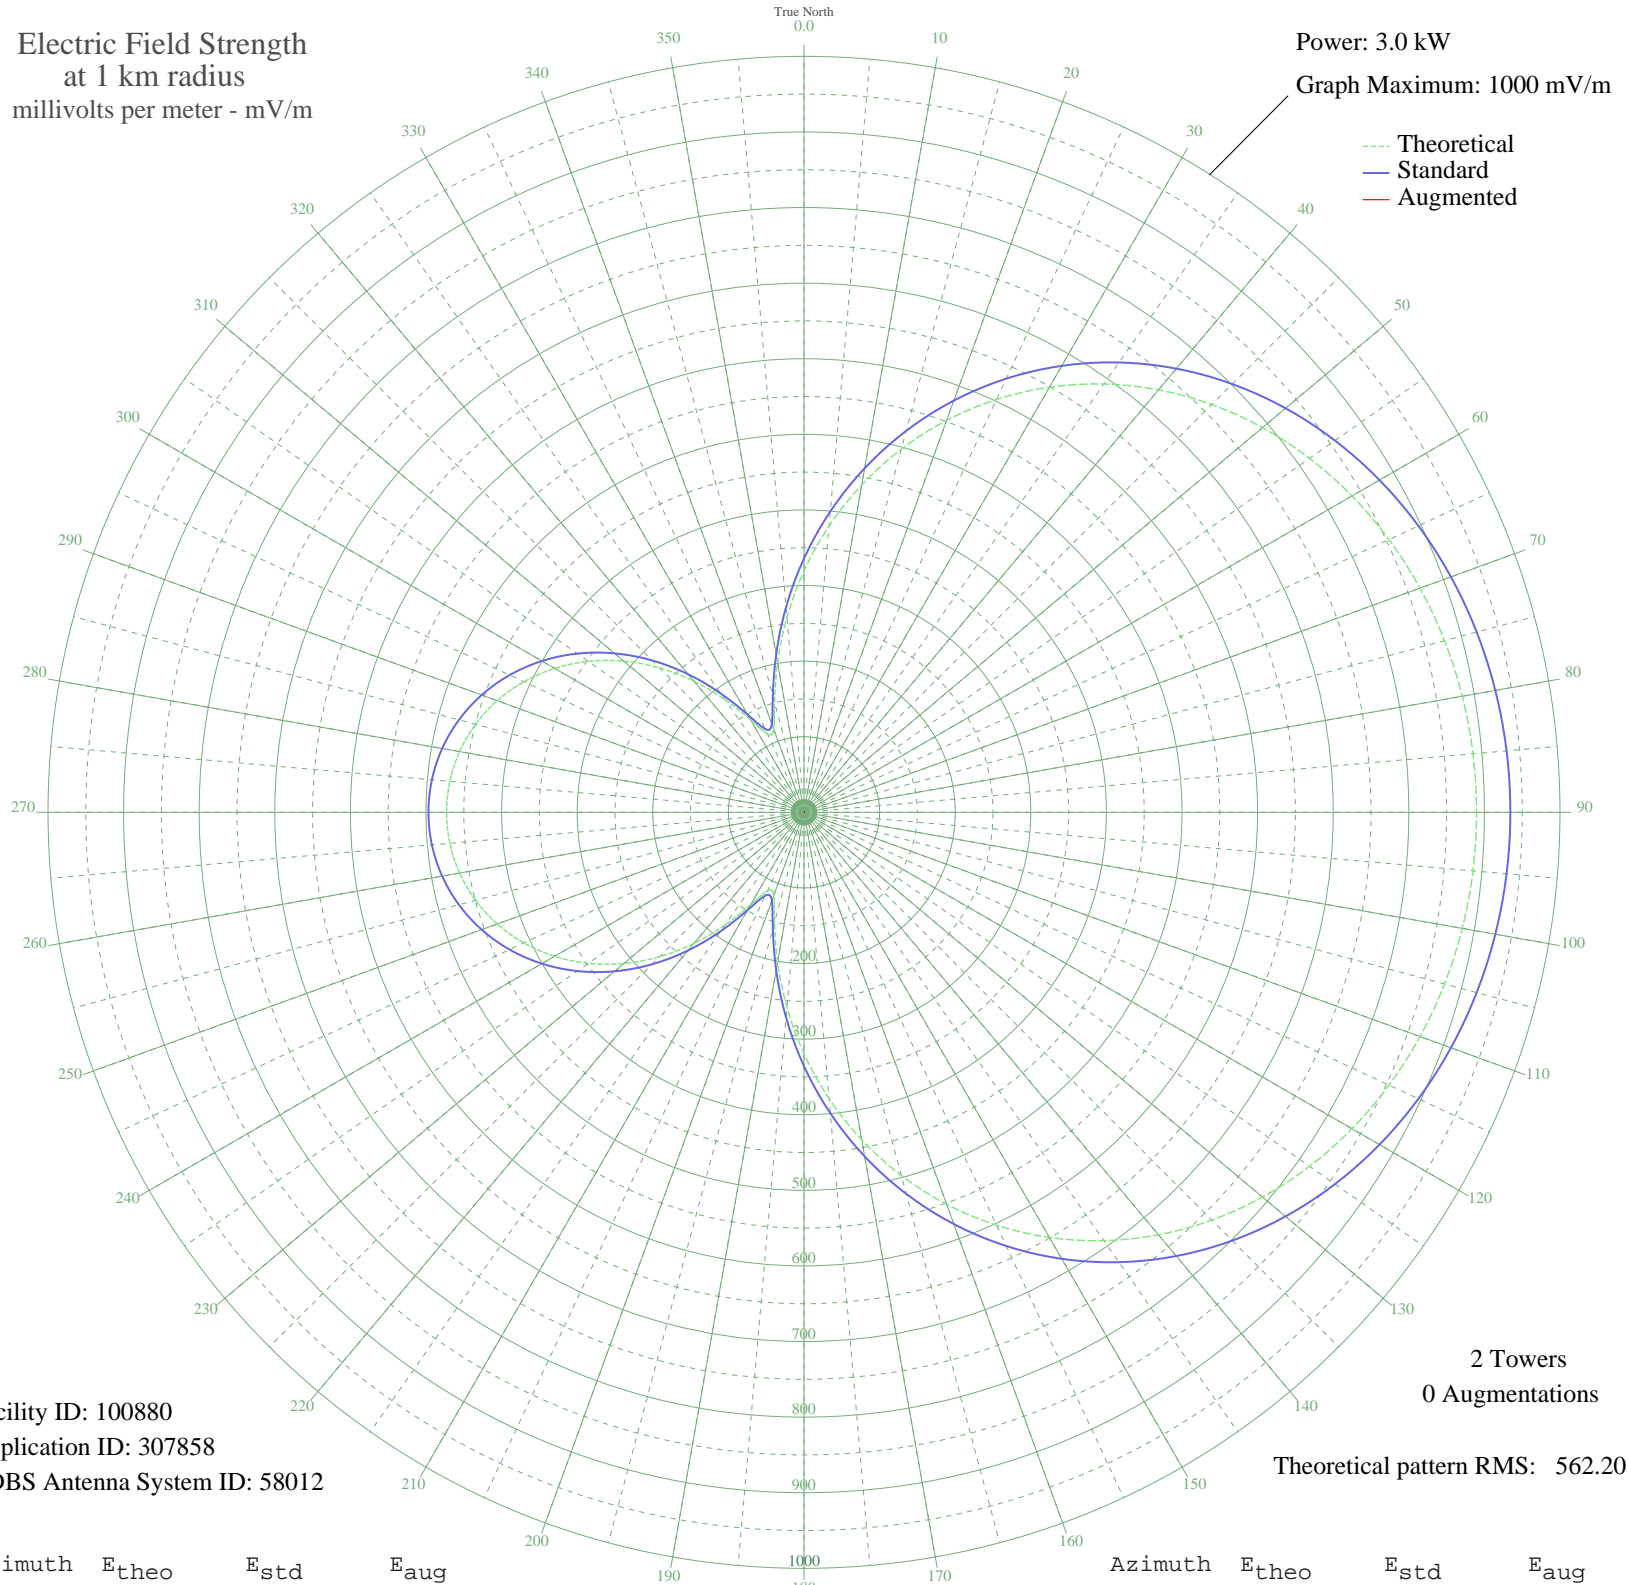 True North
0.0
Electric Field Strength
at 1 km radius
millivolts per meter - mV/m
Power: 3.0 kW
Graph Maximum: 1000 mV/m
Theoretical
Standard
Augmented
10
20
30
40
50
60
70
80
90
100
110
120
130
140
150
160
170
190
200
210
220
230
240
250
260
270
280
290
300
310
320
330
340
350
200
300
400
500
600
700
800
900
1000
2 Towers
0 Augmentations
cility ID: 100880
plication ID: 307858
DBS Antenna System ID: 58012
Theoretical pattern RMS: 562.20
imuth Etheo Estd Eaug
Azimuth Etheo Estd Eaug